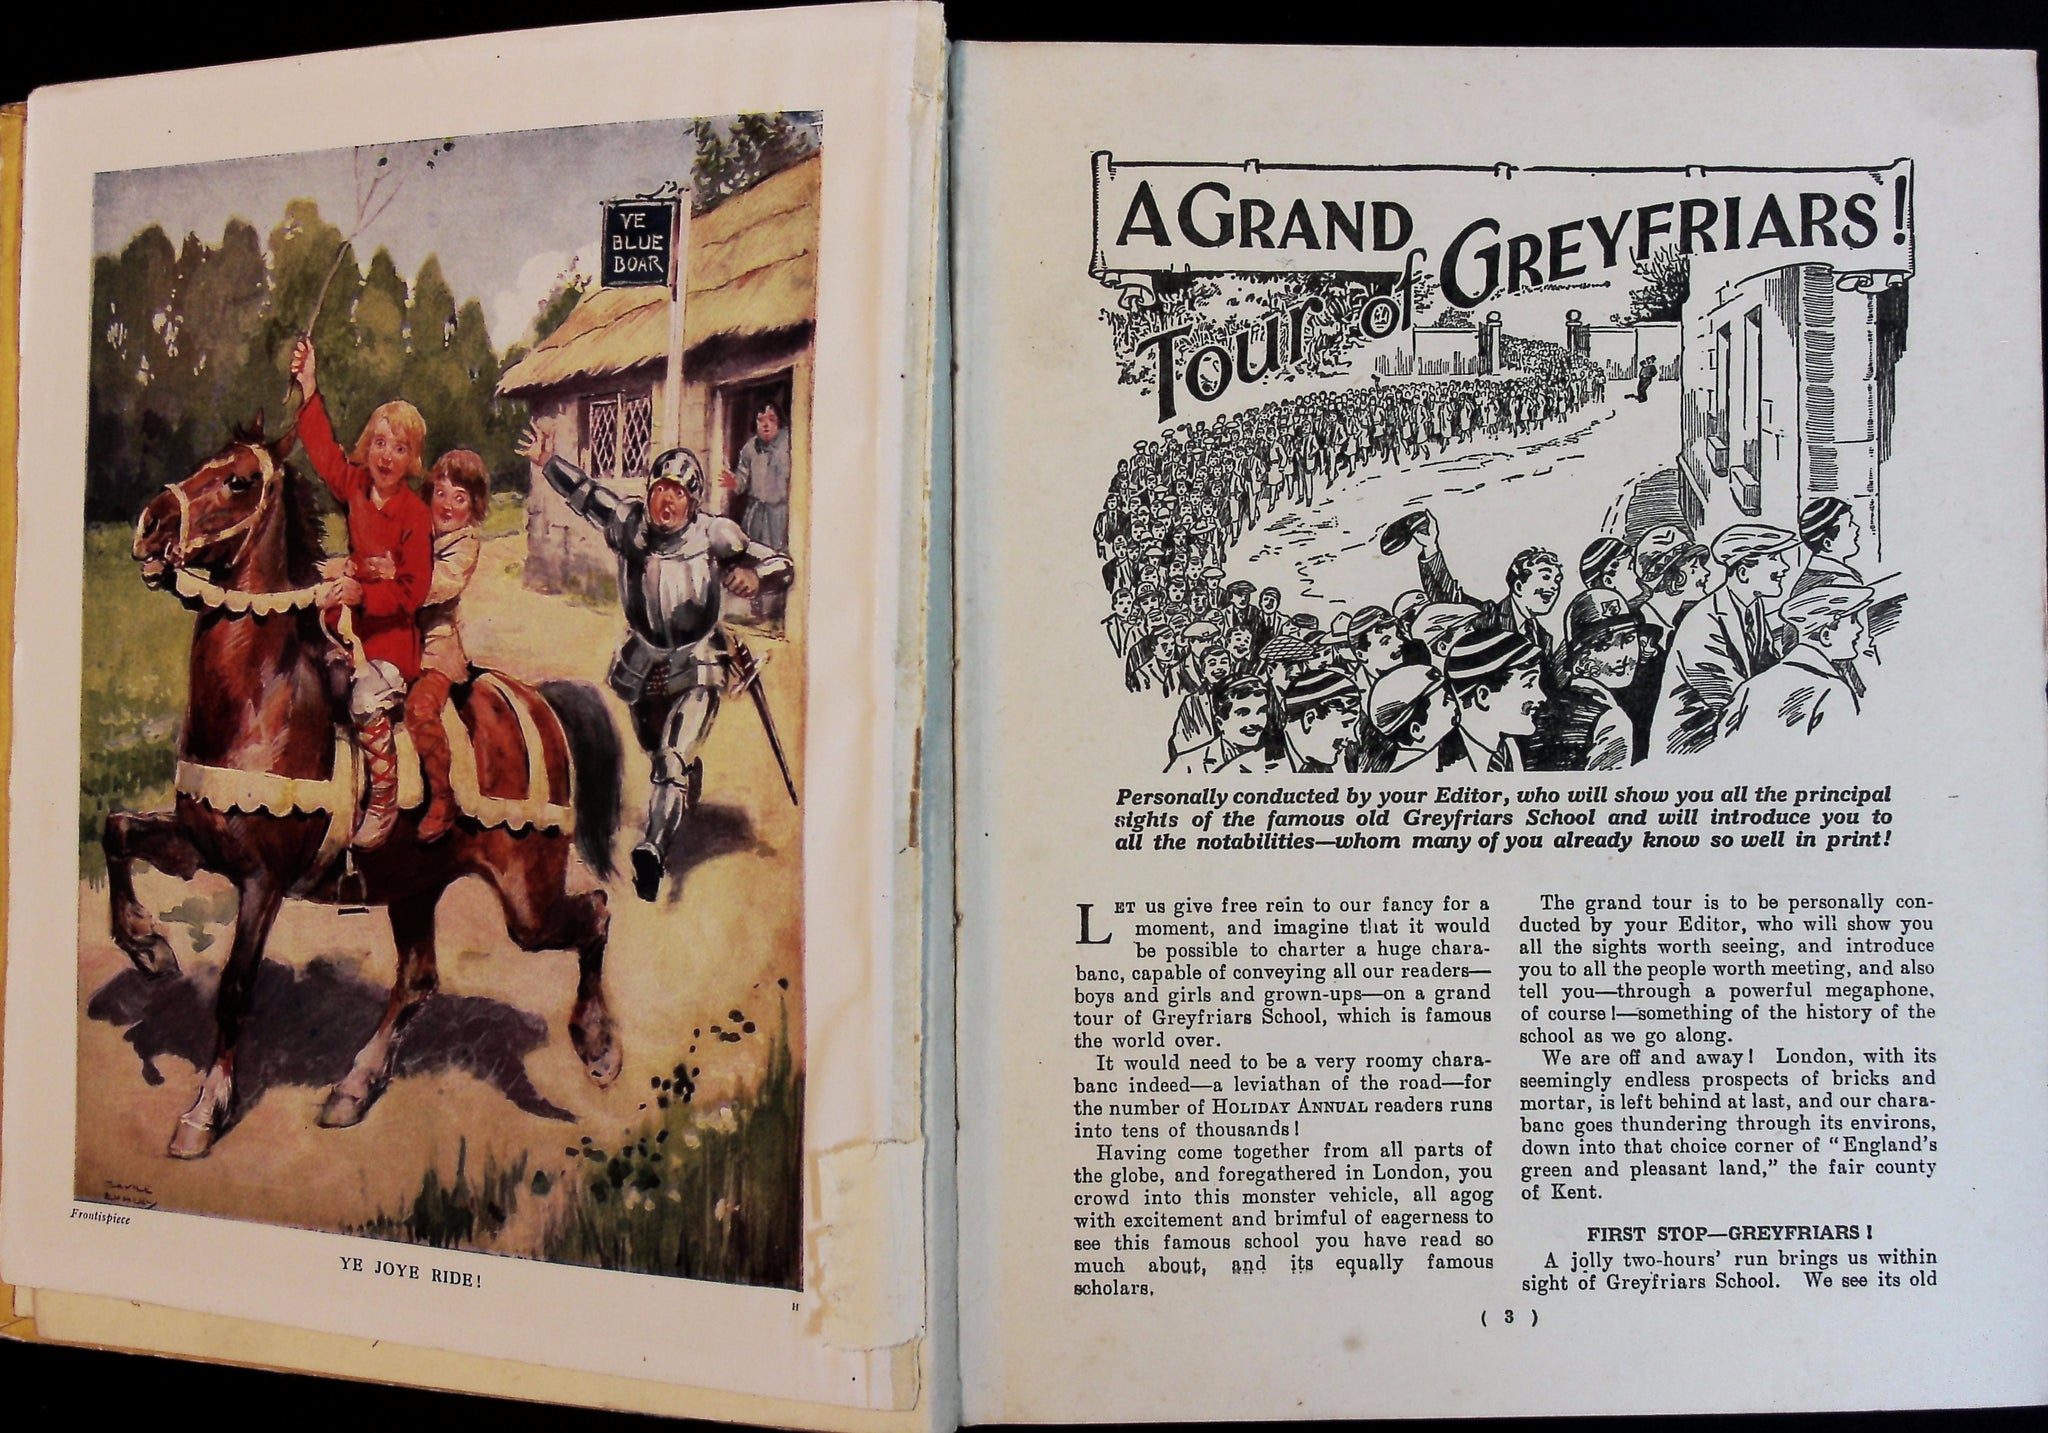 YE
BLUE
BOAR
Frontispiece
YE JOYE RIDE!
H
A GRAND
Tour of GREYFRIARS!
Personally conducted by your Editor, who will show you all the principal
sights of the famous old Greyfriars School and will introduce you to
all the notabilities—whom many of you already know so well in print!
LET us give free rein to our fancy for a
moment, and imagine that it would
be possible to charter a huge chara-
banc, capable of conveying all our readers—
boys and girls and grown-ups—on a grand
tour of Greyfriars School, which is famous
the world over.
It would need to be a very roomy chara-
banc indeed—a leviathan of the road—for
the number of HOLIDAY ANNUAL readers runs
into tens of thousands!
Having come together from all parts of
the globe, and foregathered in London, you
crowd into this monster vehicle, all agog
with excitement and brimful of eagerness to
see this famous school you have read so
much about, and its equally famous
scholars.
The grand tour is to be personally con-
ducted by your Editor, who will show you
all the sights worth seeing, and introduce
you to all the people worth meeting, and also
tell you—through a powerful megaphone,
of course!—something of the history of the
school as we go along.
We are off and away! London, with its
seemingly endless prospects of bricks and
mortar, is left behind at last, and our chara-
banc goes thundering through its environs,
down into that choice corner of "England's
green and pleasant land," the fair county
of Kent.
FIRST STOP—GREYFRIARS!
A jolly two-hours' run brings us within
sight of Greyfriars School. We see its old
( 3 )